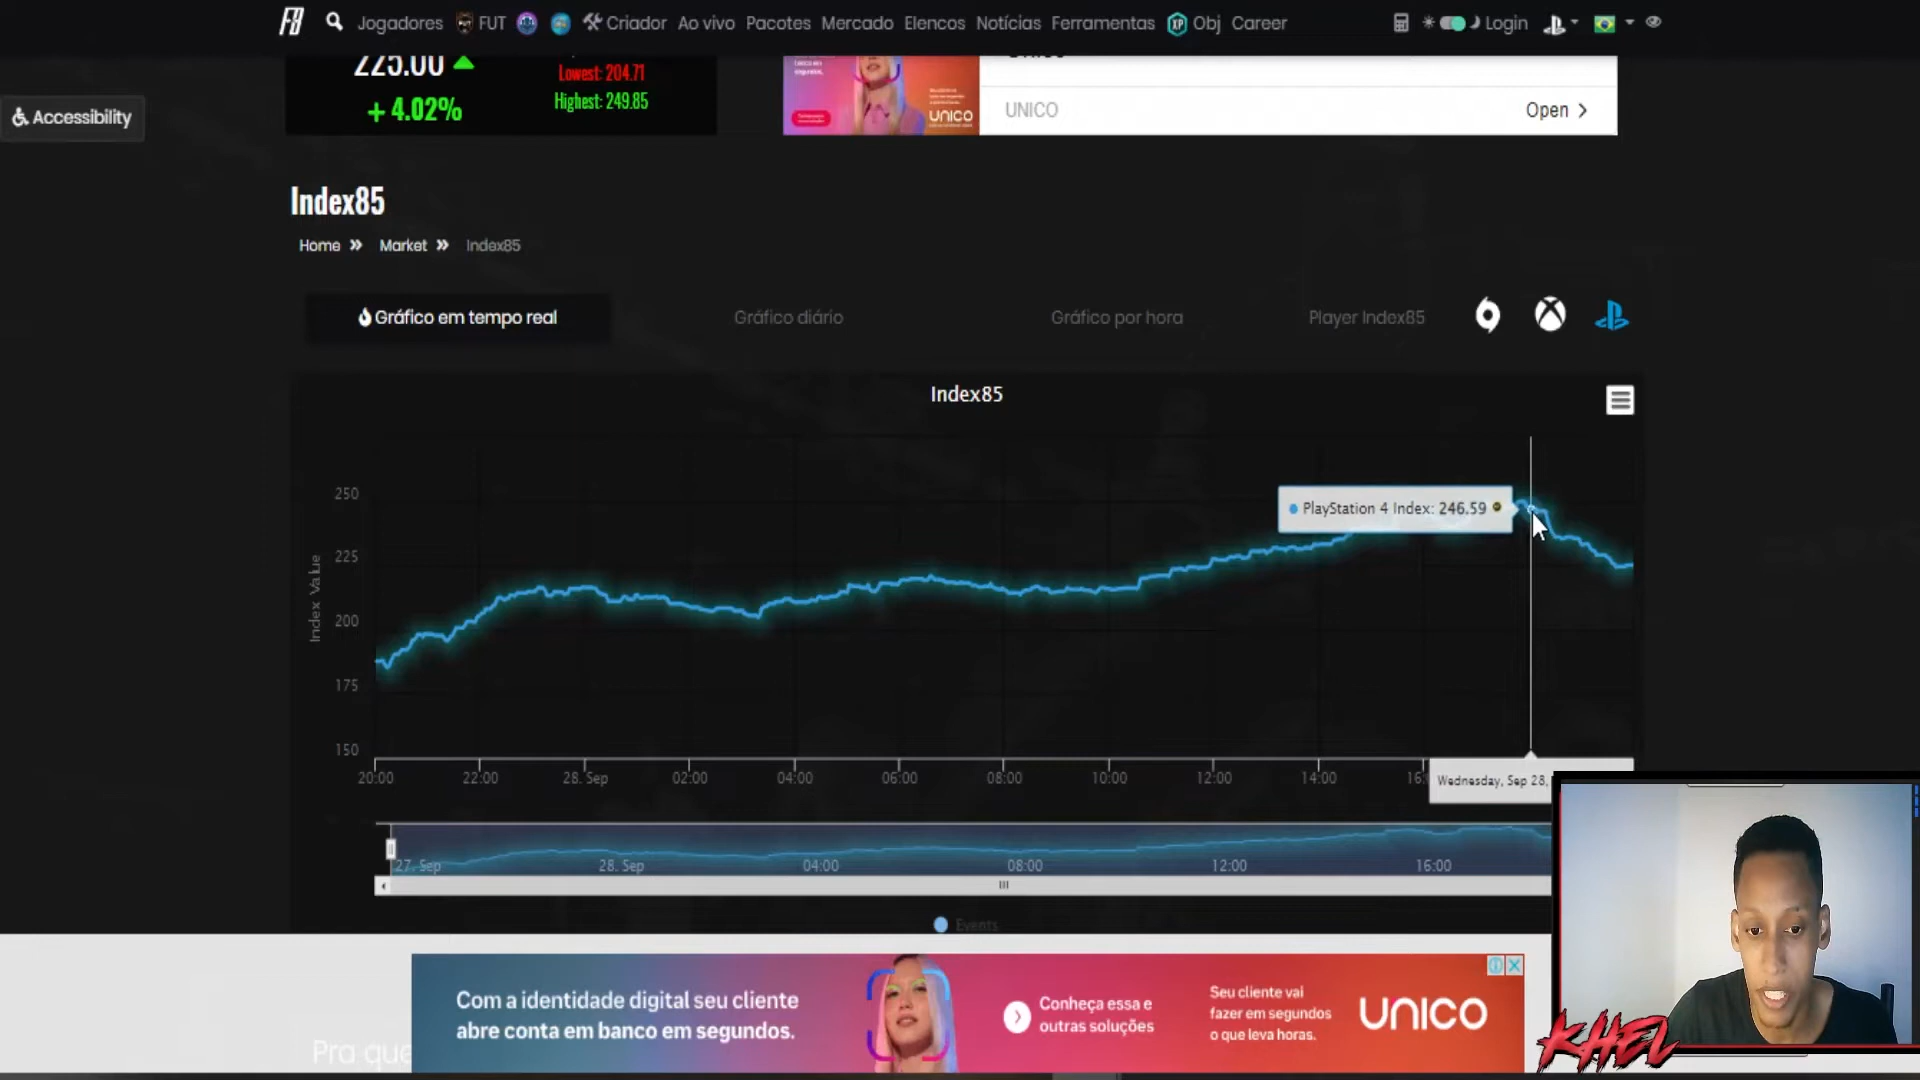 Jogadores FUT Criador Ao vivo Pacotes Mercado Elencos Notícias Ferramentas XP Obj Career Login
225.00
+ 4.02%
Lowest: 204.71
Highest: 249.85
UNICO
UNICO
Open
Accessibility
Index85
Home » Market » Index85
Gráfico em tempo real
Gráfico diário
Gráfico por hora
Player Index85
Index85
PlayStation 4 Index: 246.59
Index Value
250
225
200
175
150
20:00 22:00 28. Sep 02:00 04:00 06:00 08:00 10:00 12:00 14:00
Wednesday, Sep 28,
27. Sep 28. Sep 04:00 08:00 12:00 16:00
Events
Com a identidade digital seu cliente
abre conta em banco em segundos.
Conheça essa e
outras soluções
Seu cliente vai
fazer em segundos
o que leva horas.
UNICO
Pra que
KHEL